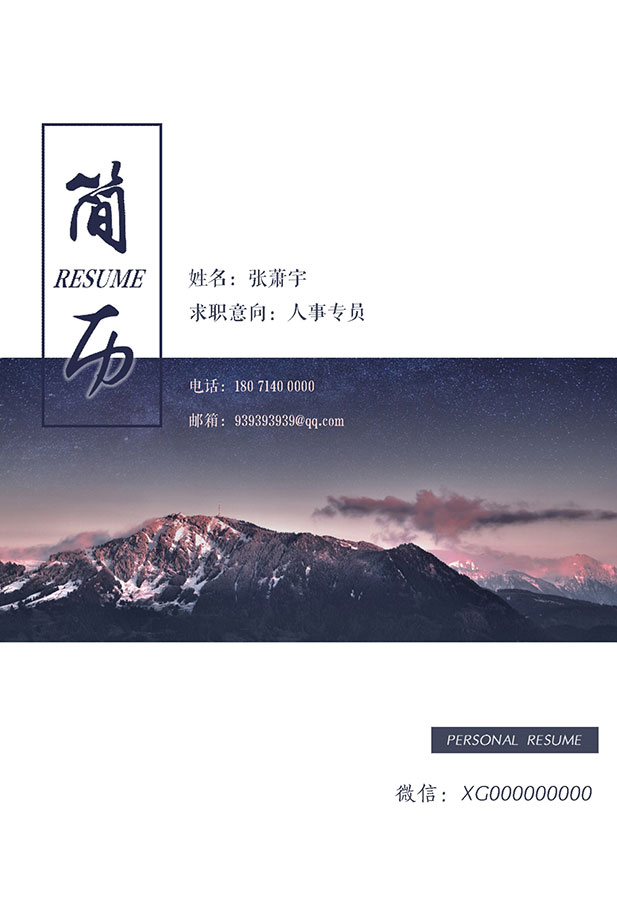 简
RESUME
历
姓名：张萧宇
求职意向：人事专员
电话：180 7140 0000
邮箱：939393939@qq.com
PERSONAL RESUME
微信：XG000000000